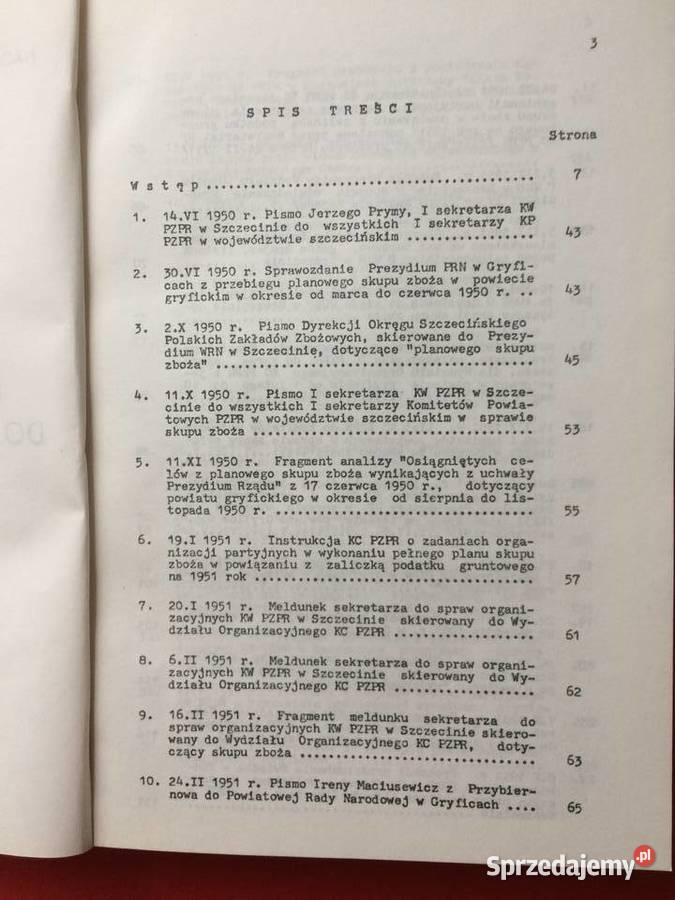 3
SPIS TREŚCI
Strona
Wstęp ........................................ 7
1. 14.VI 1950 r. Pismo Jerzego Prymy, I sekretarza KW
PZPR w Szczecinie do wszystkich I sekretarzy KP
PZPR w województwie szczecińskim ................. 43
2. 30.VI 1950 r. Sprawozdanie Prezydium PRN w Gryfi-
cach z przebiegu planowego skupu zboża w powiecie
gryfickim w okresie od marca do czerwca 1950 r. .. 43
3. 2.X 1950 r. Pismo Dyrekcji Okręgu Szczecińskiego
Polskich Zakładów Zbożowych, skierowane do Prezy-
dium WRN w Szczecinie, dotyczące "planowego skupu
zboża" .......................................... 45
4. 11.X 1950 r. Pismo I sekretarza KW PZPR w Szcze-
cinie do wszystkich I sekretarzy Komitetów Powia-
towych PZPR w województwie szczecińskim w sprawie
skupu zboża ..................................... 53
5. 11.XI 1950 r. Fragment analizy "Osiągniętych ce-
lów z planowego skupu zboża wynikających z uchwały
Prezydium Rządu" z 17 czerwca 1950 r., dotyczący
powiatu gryfickiego w okresie od sierpnia do lis-
topada 1950 r. .................................. 55
6. 19.I 1951 r. Instrukcja KC PZPR o zadaniach orga-
nizacji partyjnych w wykonaniu pełnego planu skupu
zboża w powiązaniu z zaliczką podatku gruntowego
na 1951 rok ..................................... 57
7. 20.I 1951 r. Meldunek sekretarza do spraw organi-
zacyjnych KW PZPR w Szczecinie skierowany do Wy-
działu Organizacyjnego KC PZPR ................... 61
8. 6.II 1951 r. Meldunek sekretarza do spraw organi-
zacyjnych KW PZPR w Szczecinie skierowany do Wy-
działu Organizacyjnego KC PZPR ................... 62
9. 16.II 1951 r. Fragment meldunku sekretarza do
spraw organizacyjnych KW PZPR w Szczecinie skiero-
wany do Wydziału Organizacyjnego KC PZPR, doty-
czący skupu zboża ................................ 63
10. 24.II 1951 r. Pismo Ireny Maciusewicz z Przybier-
nowa do Powiatowej Rady Narodowej w Gryficach .... 65
Sprzedajemy.pl